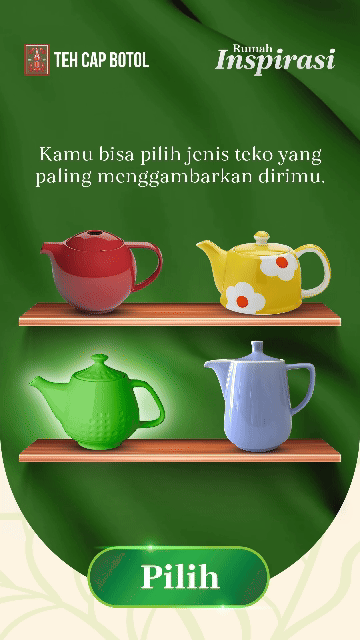 TEH CAP BOTOL
Rumah
Inspirasi
Kamu bisa pilih jenis teko yang
paling menggambarkan dirimu.
Pilih